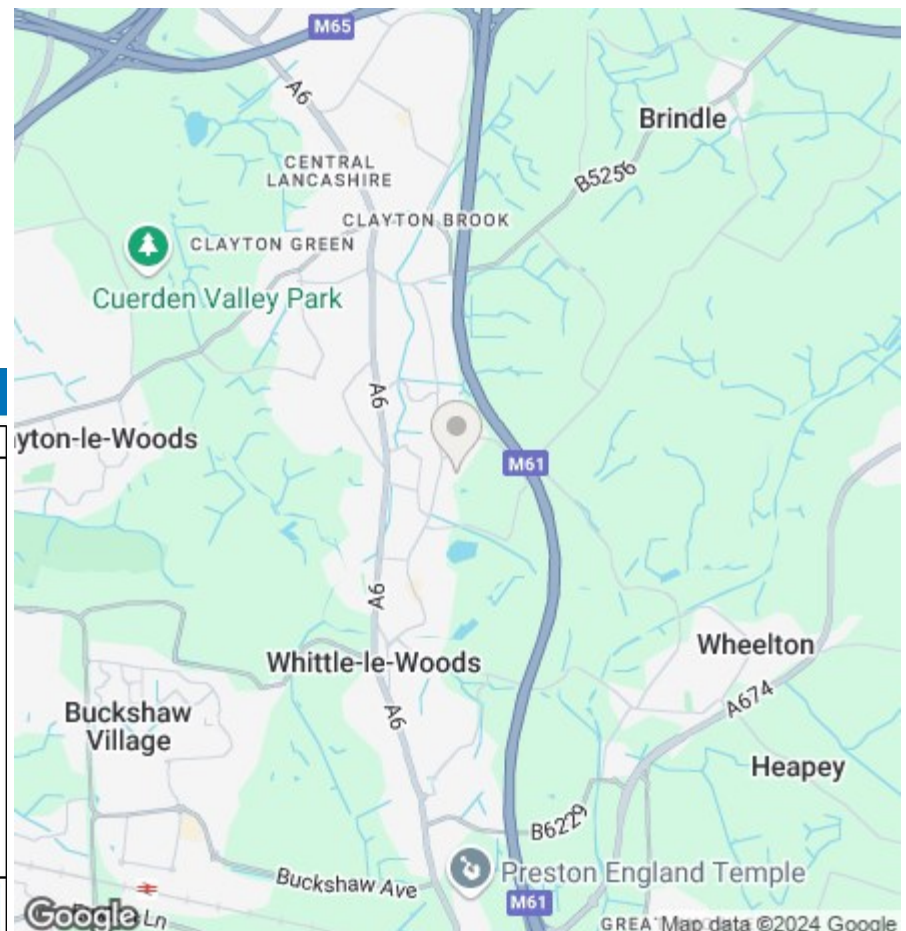 M65
A6
Brindle
CENTRAL
LANCASHIRE
B5256
CLAYTON BROOK
CLAYTON GREEN
Cuerden Valley Park
A6
yton-le-Woods
M61
A6
Whittle-le-Woods
Wheelton
A674
Buckshaw
Village
A6
Heapey
B6229
Buckshaw Ave
Preston England Temple
M61
Google
Ln
GREAT
Map data ©2024 Google